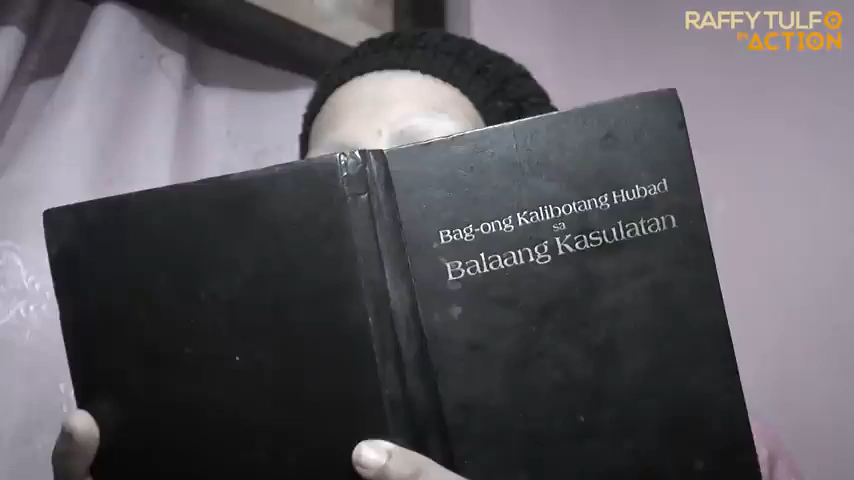 RAFFY TULFO
in ACTION
Bag-ong Kalibotang Hubad
sa
Balaang Kasulatan